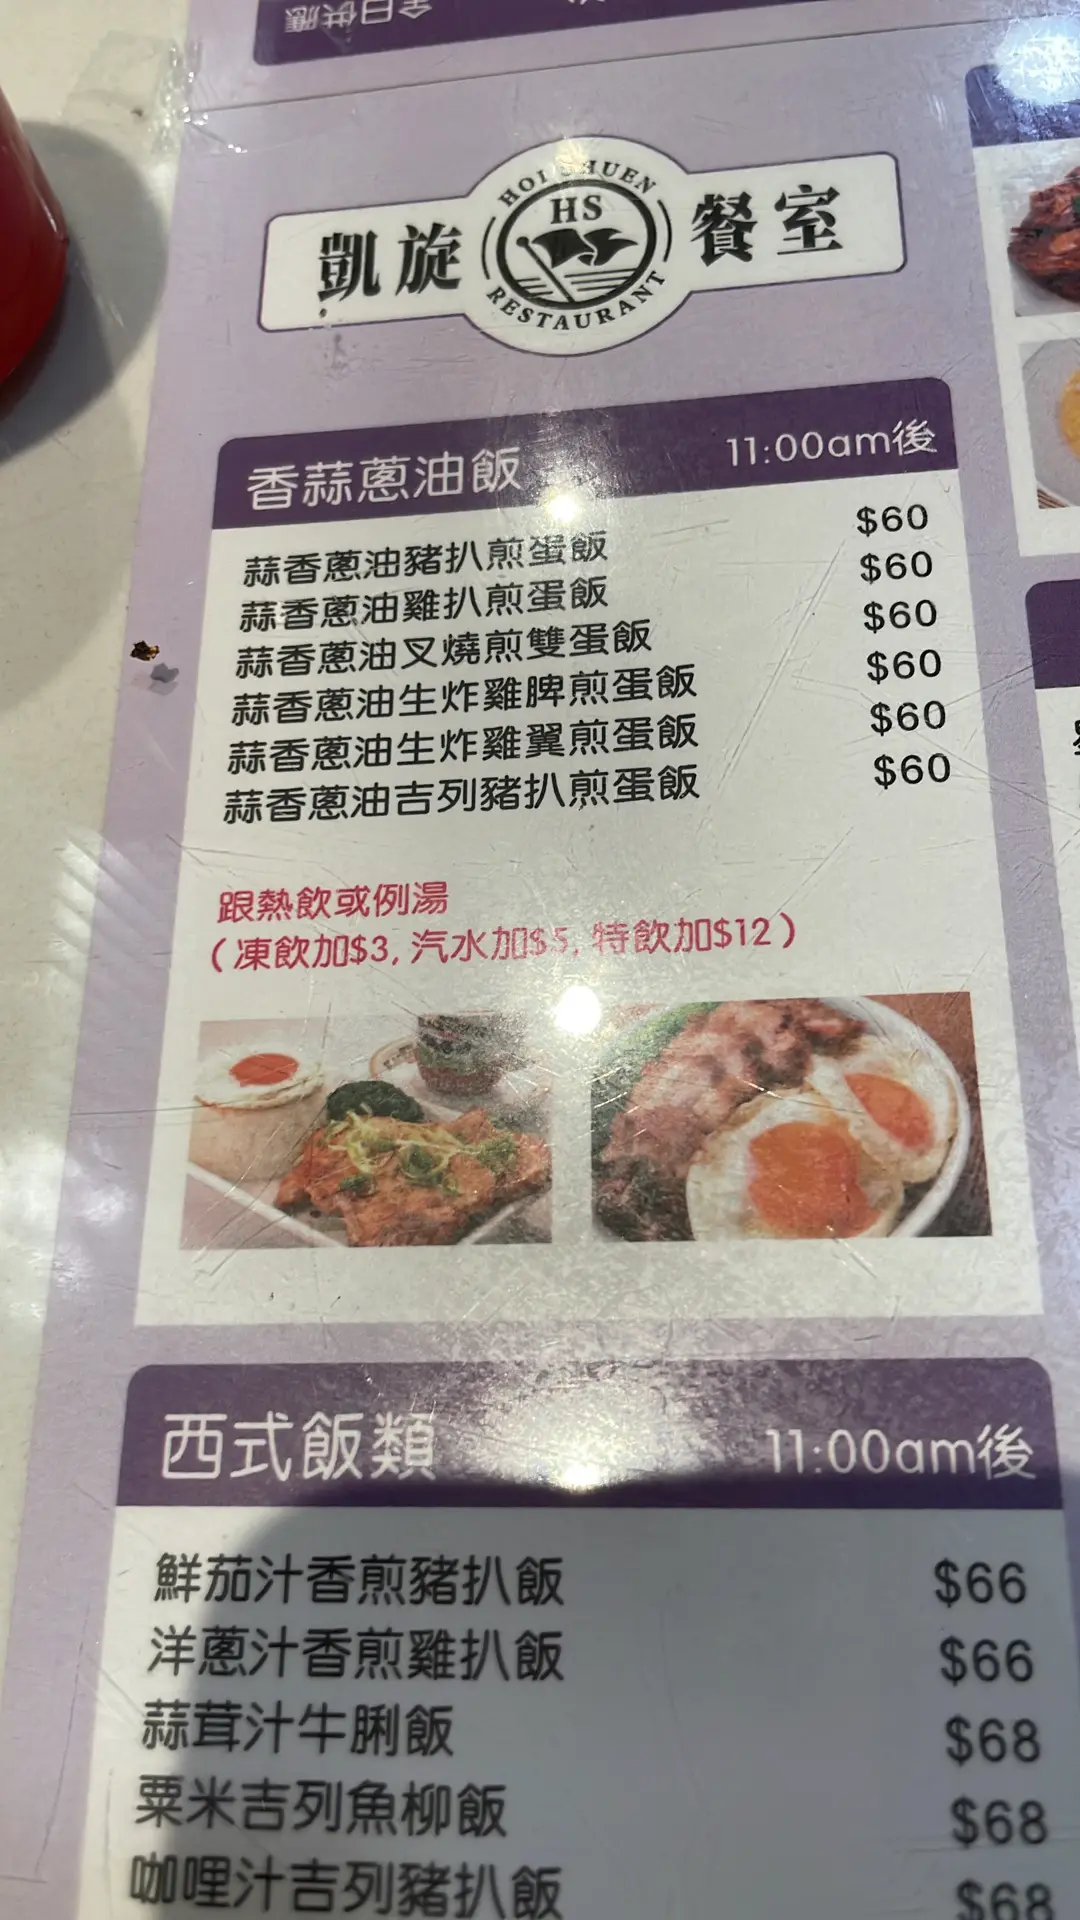 全日供應
凱旋餐室
HOI SHUEN
HS
RESTAURANT
香蒜蔥油飯 11:00am後
蒜香蔥油豬扒煎蛋飯 $60
蒜香蔥油雞扒煎蛋飯 $60
蒜香蔥油叉燒煎雙蛋飯 $60
蒜香蔥油生炸雞脾煎蛋飯 $60
蒜香蔥油生炸雞翼煎蛋飯 $60
蒜香蔥油吉列豬扒煎蛋飯 $60
跟熱飲或例湯
(凍飲加$3, 汽水加$5, 特飲加$12)
西式飯類 11:00am後
鮮茄汁香煎豬扒飯 $66
洋蔥汁香煎雞扒飯 $66
蒜茸汁牛脷飯 $68
粟米吉列魚柳飯 $68
咖哩汁吉列豬扒飯 $68